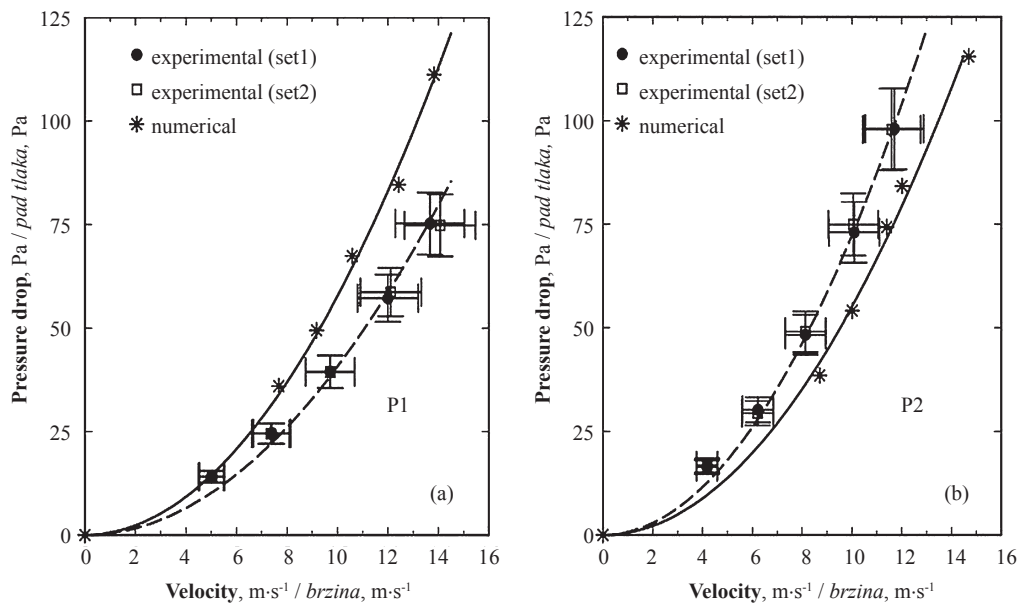 125
100
75
50
25
0
Pressure drop, Pa / pad tlaka, Pa
experimental (set1)
experimental (set2)
numerical
P1
(a)
0 2 4 6 8 10 12 14 16
Velocity, m·s-1 / brzina, m·s-1
125
100
75
50
25
0
Pressure drop, Pa / pad tlaka, Pa
experimental (set1)
experimental (set2)
numerical
P2
(b)
0 2 4 6 8 10 12 14 16
Velocity, m·s-1 / brzina, m·s-1